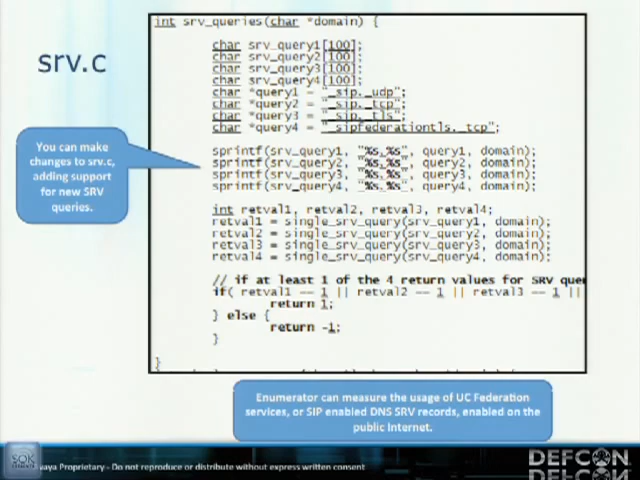 srv.c
int srv_queries(char *domain) {
char srv_query1[100];
char srv_query2[100];
char srv_query3[100];
char srv_query4[100];
char *query1 = "_sip._udp";
char *query2 = "_sip._tcp";
char *query3 = "_sip._tls";
char *query4 = "_sipfederationtls._tcp";
sprintf(srv_query1, "%s.%s", query1, domain);
sprintf(srv_query2, "%s.%s", query2, domain);
sprintf(srv_query3, "%s.%s", query3, domain);
sprintf(srv_query4, "%s.%s", query4, domain);
int retval1, retval2, retval3, retval4;
retval1 = single_srv_query(srv_query1, domain);
retval2 = single_srv_query(srv_query2, domain);
retval3 = single_srv_query(srv_query3, domain);
retval4 = single_srv_query(srv_query4, domain);
// if at least 1 of the 4 return values for SRV quer
if( retval1 == 1 || retval2 == 1 || retval3 == 1 ||
return 1;
} else {
return -1;
}
}
You can make
changes to srv.c,
adding support
for new SRV
queries.
Enumerator can measure the usage of UC Federation
services, or SIP enabled DNS SRV records, enabled on the
public Internet.
vaya Proprietary - Do not reproduce or distribute without express written consent
DEFCON